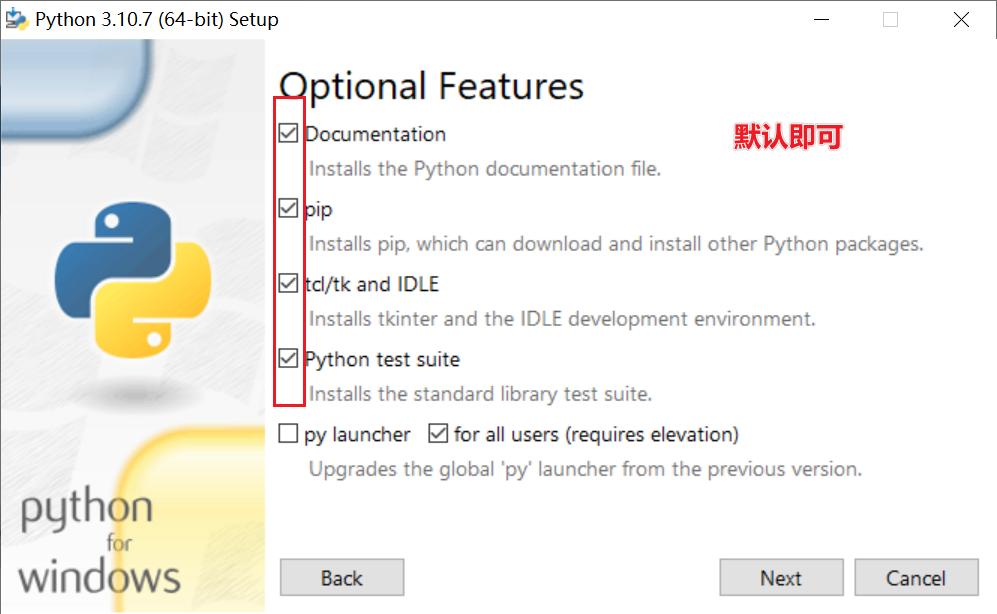 Python 3.10.7 (64-bit) Setup
Optional Features
Documentation
默认即可
Installs the Python documentation file.
pip
Installs pip, which can download and install other Python packages.
tcl/tk and IDLE
Installs tkinter and the IDLE development environment.
Python test suite
Installs the standard library test suite.
py launcher for all users (requires elevation)
Upgrades the global 'py' launcher from the previous version.
python
for
windows
Back Next Cancel